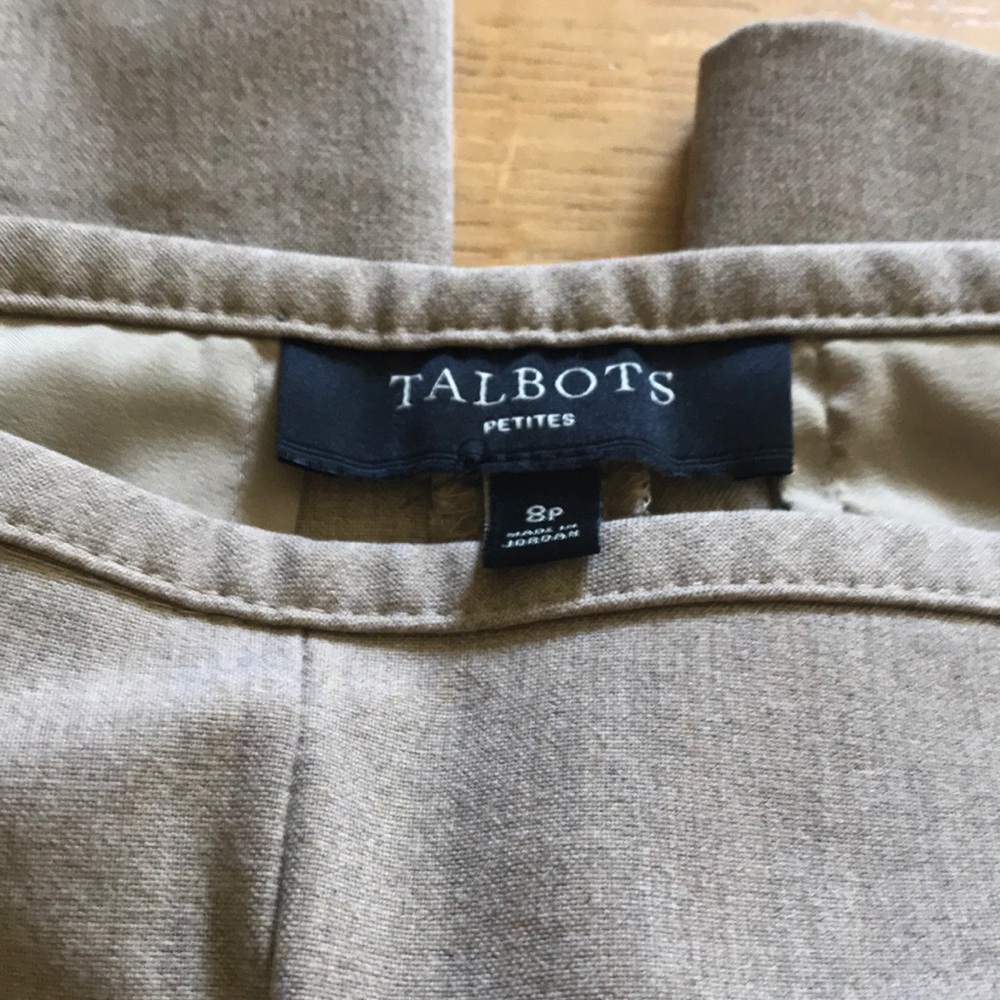 TALBOTS
PETITES
8P
MADE IN
JORDAN